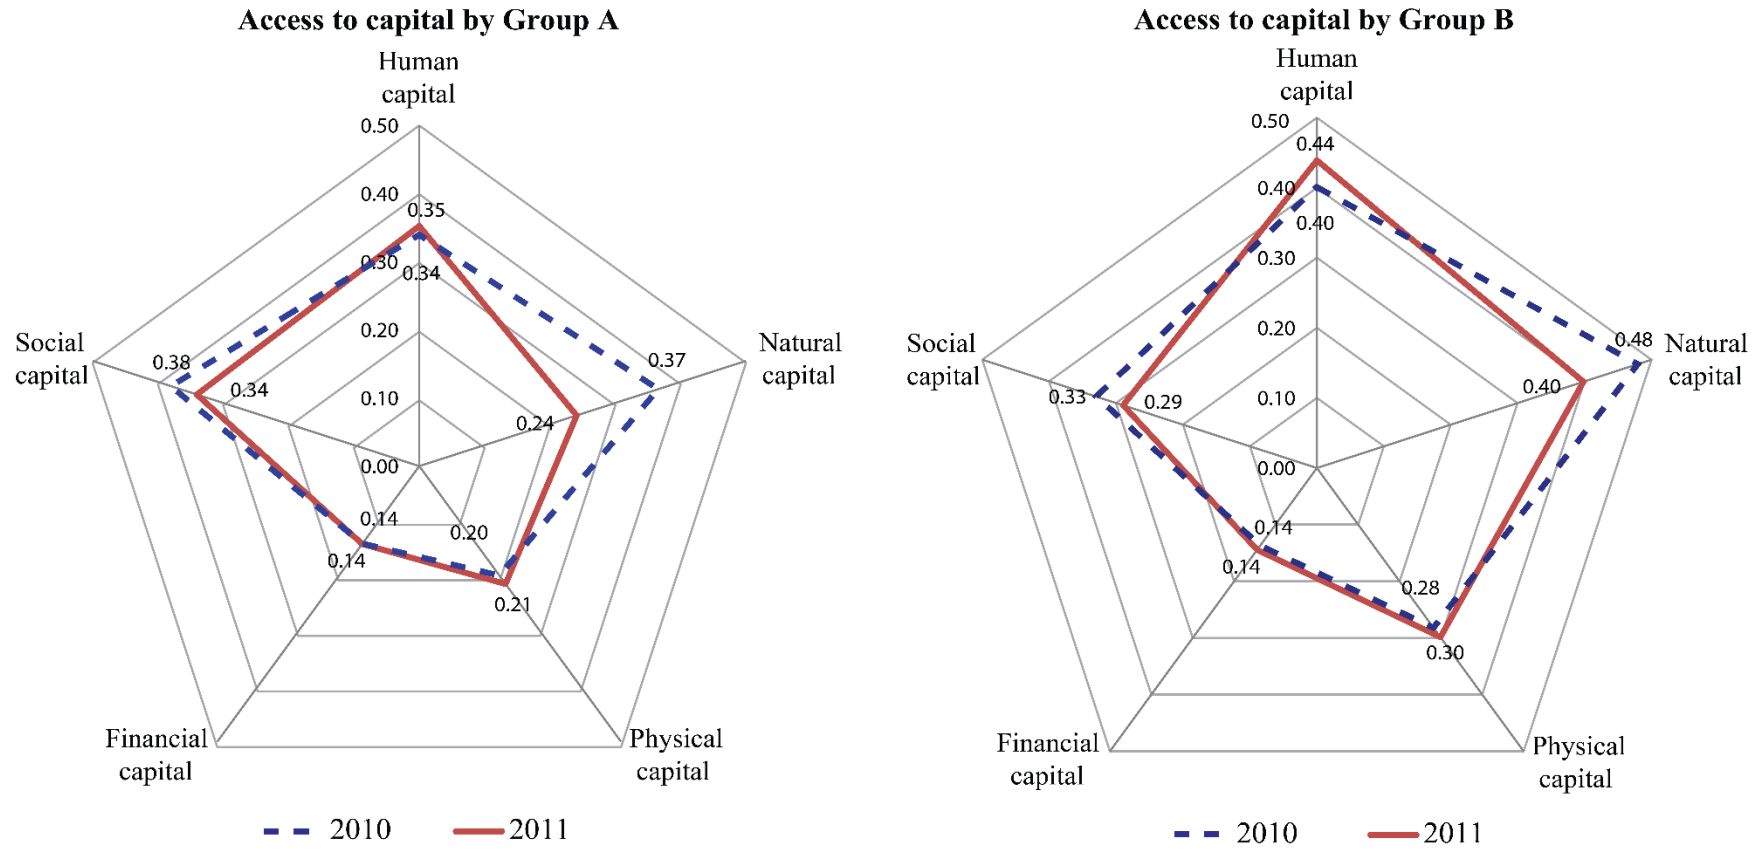 Access to capital by Group A
Human
capital
0.50
0.40
0.35
0.30
0.34
0.20
Social
capital
0.38
0.37
Natural
capital
0.34
0.10
0.24
0.00
0.14
0.20
0.14
0.21
Financial
capital
Physical
capital
2010
2011
Access to capital by Group B
Human
capital
0.50
0.44
0.40
0.40
0.30
0.20
Social
capital
0.48
Natural
capital
0.33
0.29
0.10
0.40
0.00
0.14
0.14
0.28
0.30
Financial
capital
Physical
capital
2010
2011